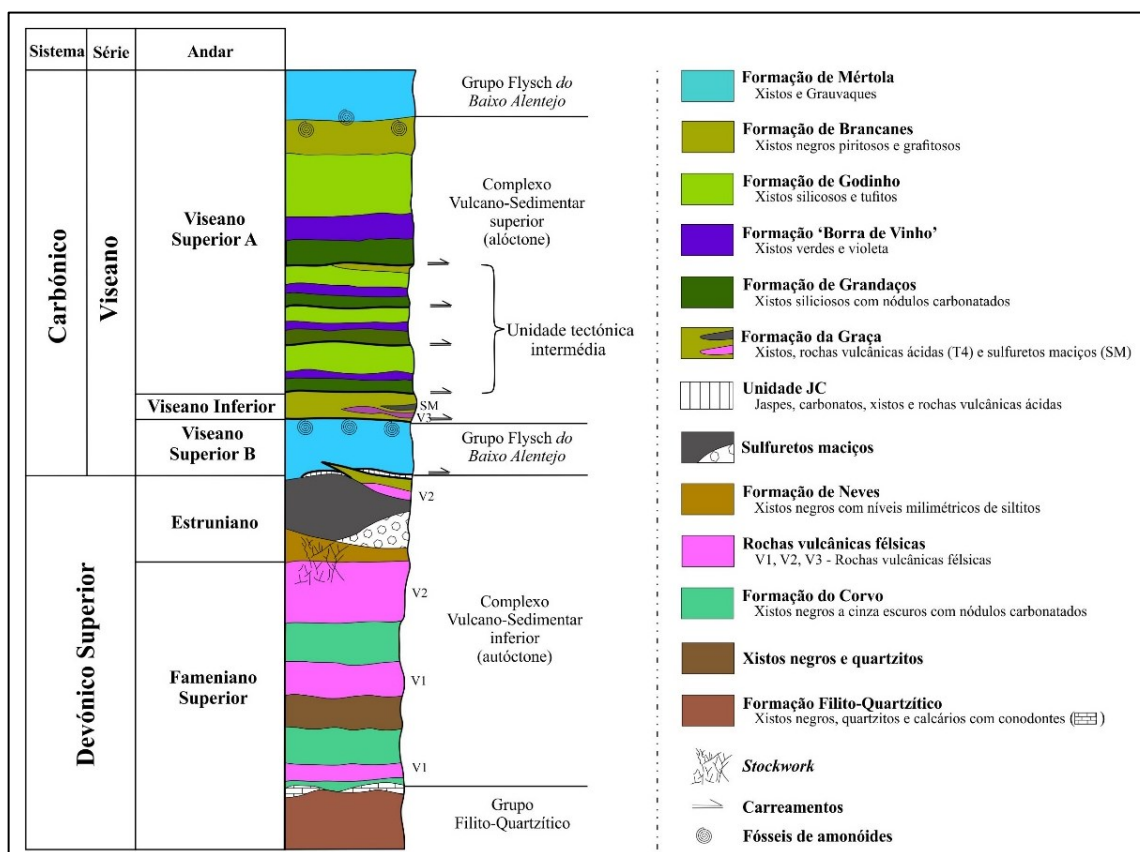 Sistema Série Andar
Carbónico
Viseano
Viseano
Superior A
Viseano Inferior
Viseano
Superior B
Devónico Superior
Estruniano
Fameniano
Superior
SM
V3
V2
V2
V1
V1
Grupo Flysch do
Baixo Alentejo
Complexo
Vulcano-Sedimentar
superior
(alóctone)
Unidade tectónica
intermédia
Grupo Flysch do
Baixo Alentejo
Complexo
Vulcano-Sedimentar
inferior
(autóctone)
Grupo
Filito-Quartzítico
Formação de Mértola
Xistos e Grauvaques
Formação de Brancanes
Xistos negros piritosos e grafitosos
Formação de Godinho
Xistos silicosos e tufitos
Formação ‘Borra de Vinho’
Xistos verdes e violeta
Formação de Grandaços
Xistos siliciosos com nódulos carbonatados
Formação da Graça
Xistos, rochas vulcânicas ácidas (T4) e sulfuretos maciços (SM)
Unidade JC
Jaspes, carbonatos, xistos e rochas vulcânicas ácidas
Sulfuretos maciços
Formação de Neves
Xistos negros com níveis milimétricos de siltitos
Rochas vulcânicas félsicas
V1, V2, V3 - Rochas vulcânicas félsicas
Formação do Corvo
Xistos negros a cinza escuros com nódulos carbonatados
Xistos negros e quartzitos
Formação Filito-Quartzítico
Xistos negros, quartzitos e calcários com conodontes ( )
Stockwork
Carreamentos
Fósseis de amonóides